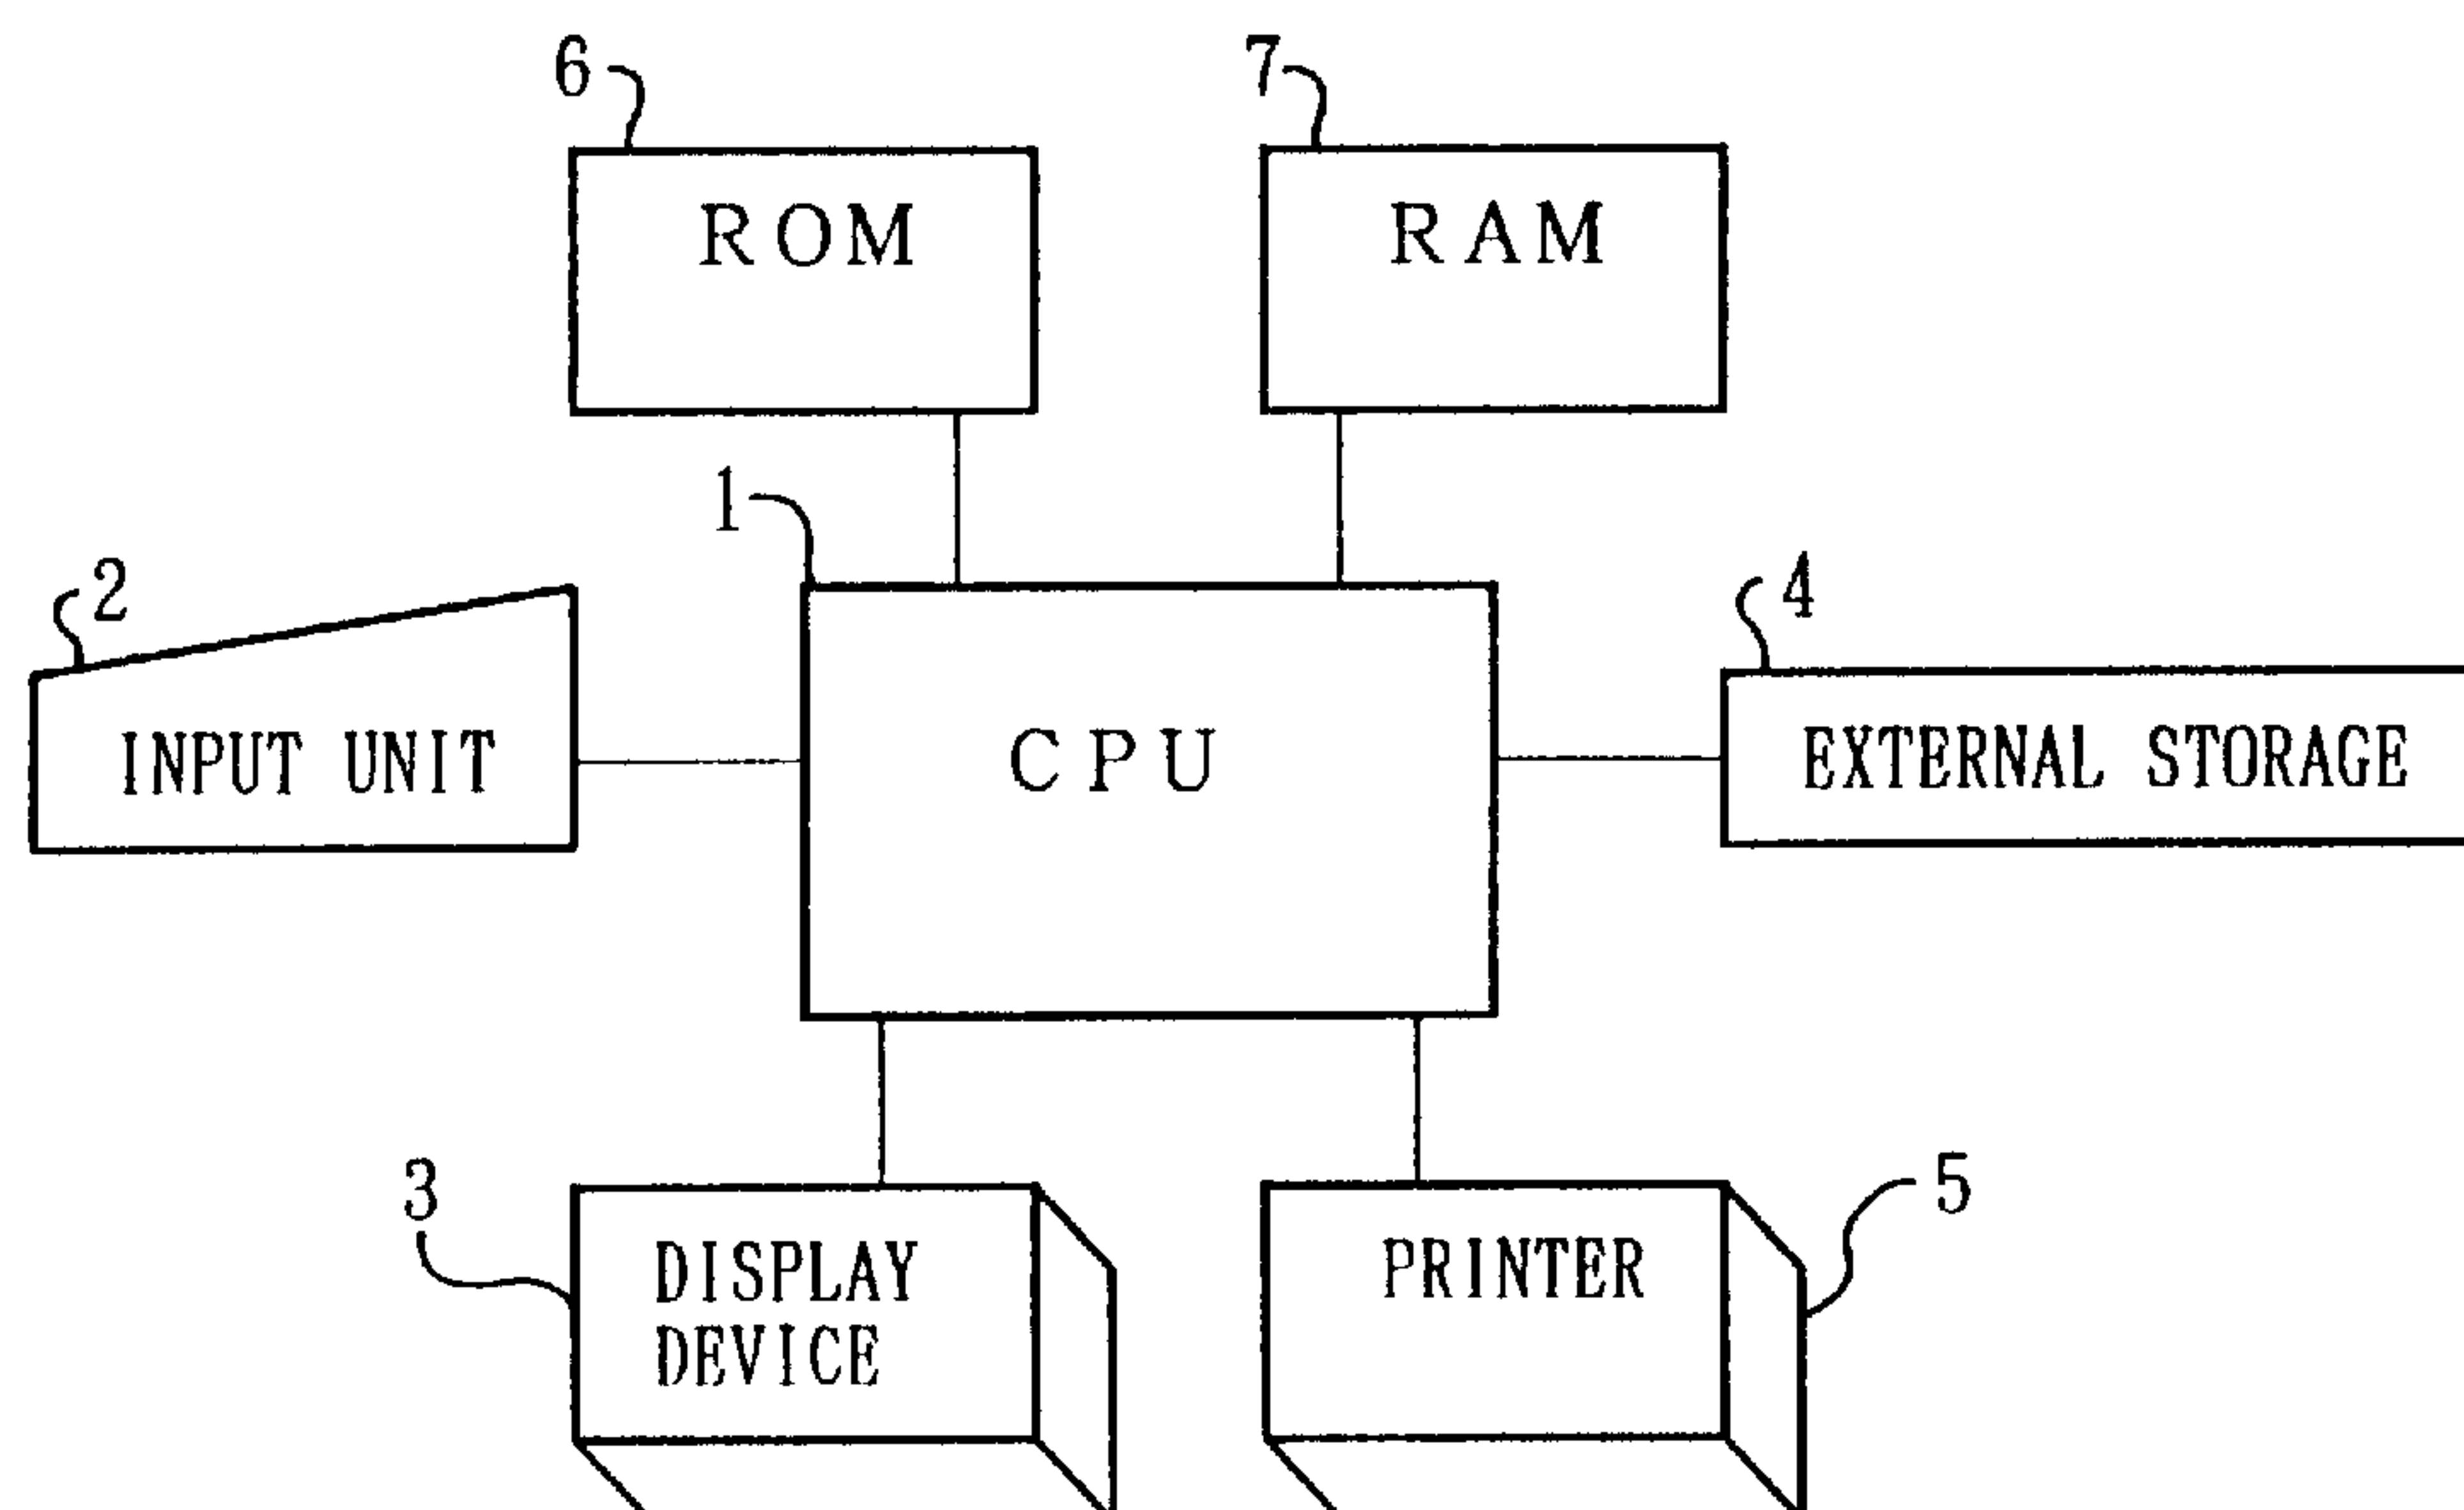 6
7
ROM
RAM
1
2
4
INPUT UNIT
CPU
EXTERNAL STORAGE
3
5
DISPLAY
DEVICE
PRINTER